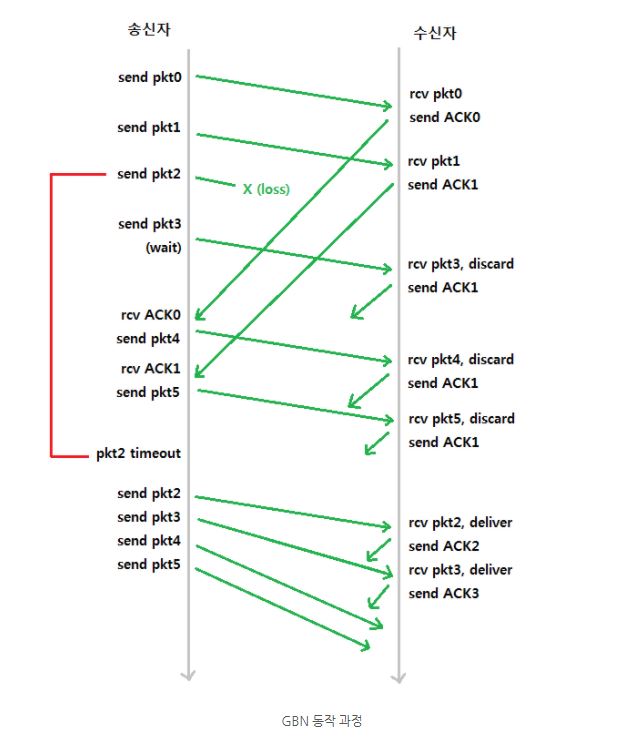 송신자
수신자
send pkt0
rcv pkt0
send ACK0
send pkt1
rcv pkt1
send ACK1
send pkt2
X (loss)
send pkt3
(wait)
rcv pkt3, discard
send ACK1
rcv ACK0
send pkt4
rcv pkt4, discard
send ACK1
rcv ACK1
send pkt5
rcv pkt5, discard
send ACK1
pkt2 timeout
send pkt2
send pkt3
send pkt4
send pkt5
rcv pkt2, deliver
send ACK2
rcv pkt3, deliver
send ACK3
GBN 동작 과정